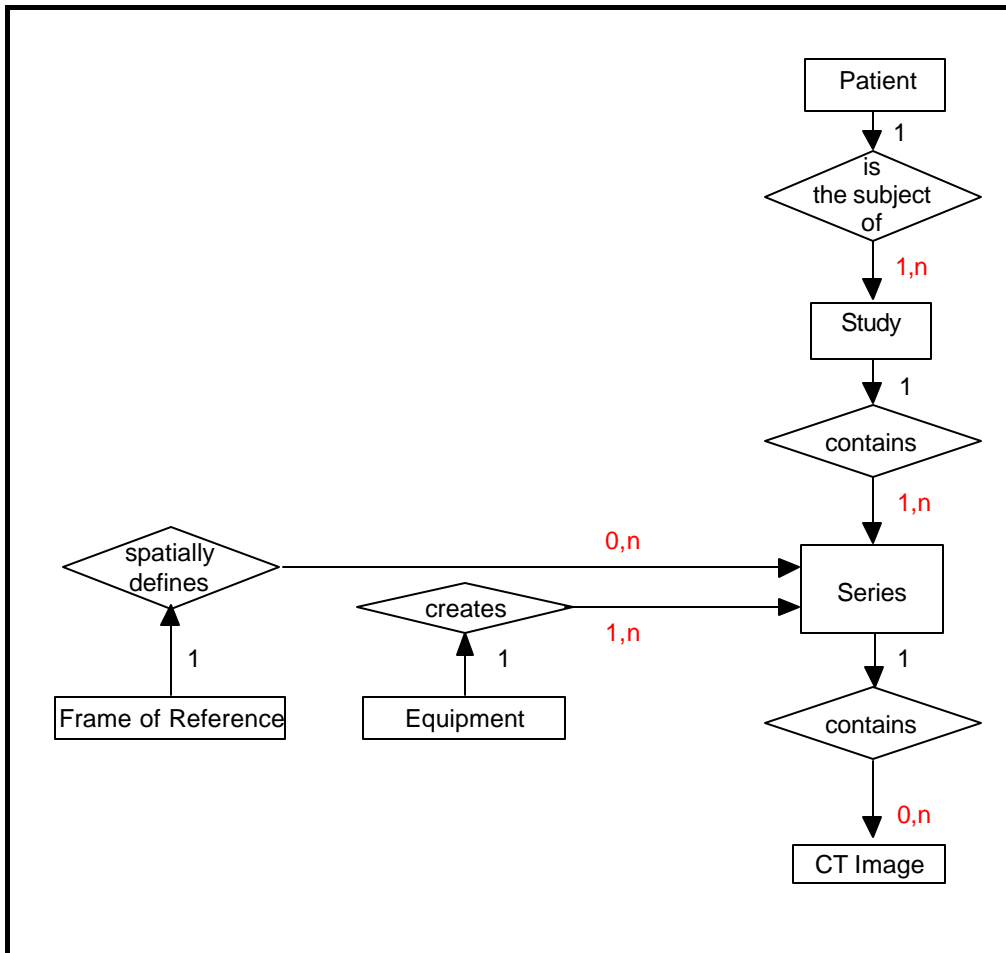 Patient
1
is
the subject
of
1,n
Study
1
contains
1,n
spatially
defines
0,n
Series
creates
1,n
1
1
1
Frame of Reference
Equipment
contains
0,n
CT Image